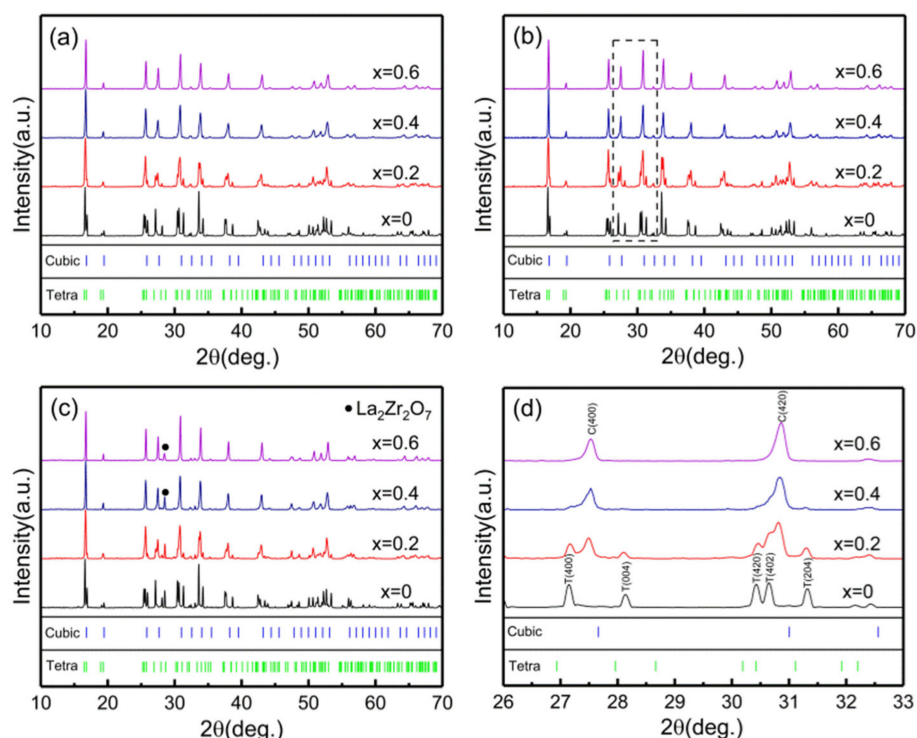 (a)
x=0.6
x=0.4
x=0.2
x=0
Cubic
Tetra
Intensity(a.u.)
10 20 30 40 50 60 70
2θ(deg.)
(b)
x=0.6
x=0.4
x=0.2
x=0
Cubic
Tetra
Intensity(a.u.)
10 20 30 40 50 60 70
2θ(deg.)
(c)
La₂Zr₂O₇
x=0.6
x=0.4
x=0.2
x=0
Cubic
Tetra
Intensity(a.u.)
10 20 30 40 50 60 70
2θ(deg.)
(d)
C(400)
C(420)
x=0.6
x=0.4
x=0.2
T(400)
T(004)
T(420)
T(402)
T(204)
x=0
Cubic
Tetra
Intensity(a.u.)
26 27 28 29 30 31 32 33
2θ(deg.)